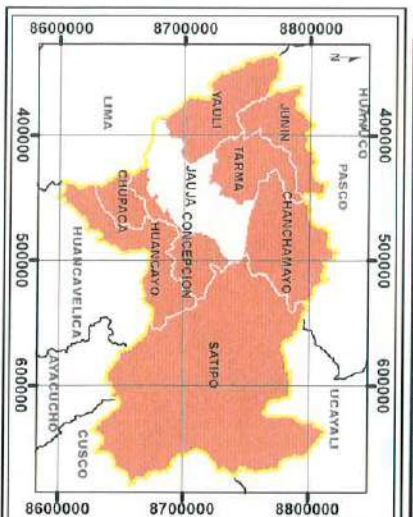 400000 500000 600000
8800000 8800000
HUANUCO
PASCO
UCAYALI
N
JUNIN
CHANCHAMAYO
TARMA
YAULI
SATIPO
8700000 8700000
JAUJA CONCEPCION
HUANCAYO
CHUPACA
LIMA
HUANCAVELICA
CUSCO
AYACUCHO
8600000 8600000
400000 500000 600000